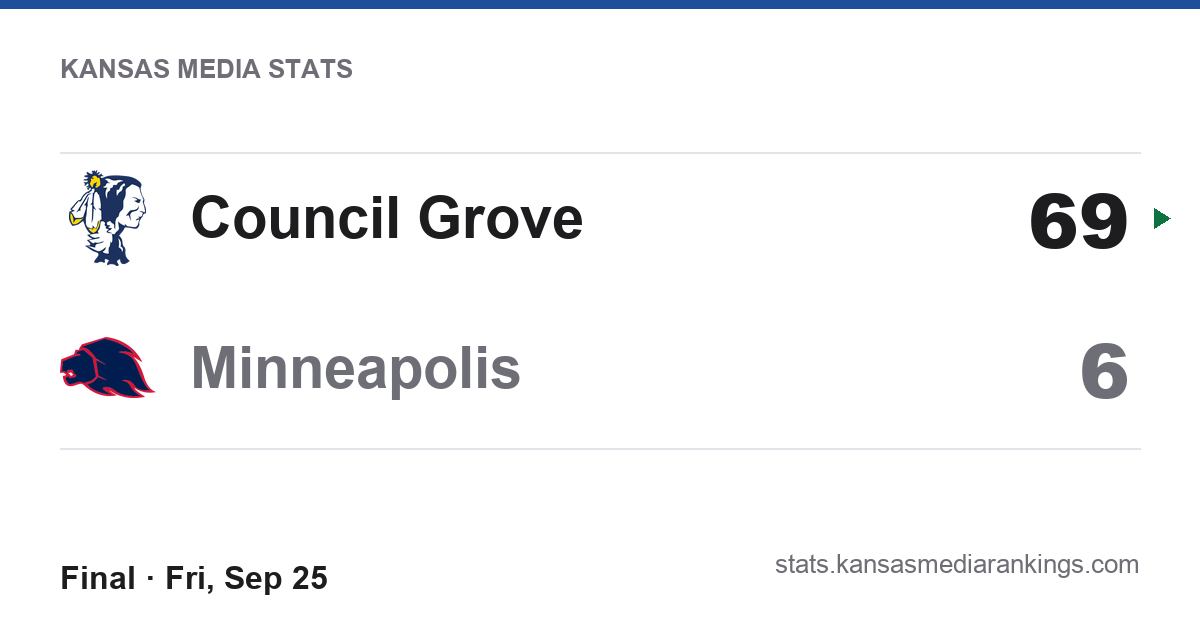 KANSAS MEDIA STATS
Council Grove 69
Minneapolis 6
Final · Fri, Sep 25
stats.kansasmediarankings.com